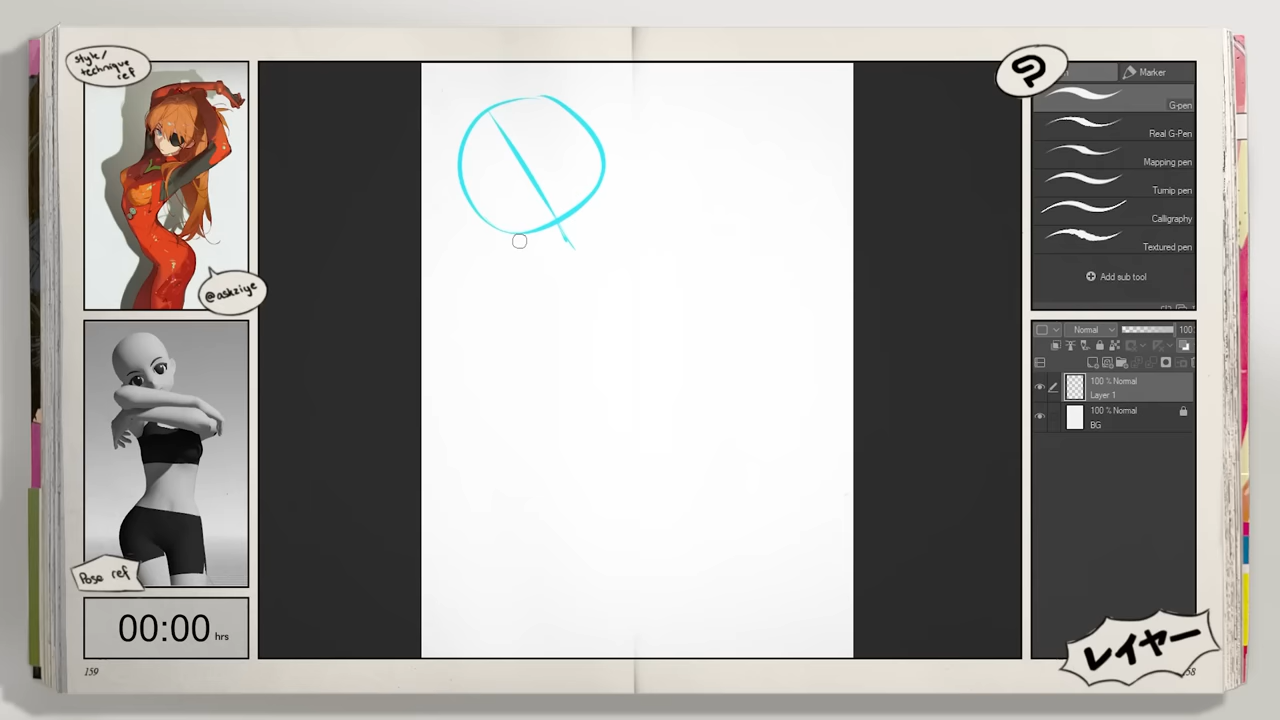 style/
technique
ref
@askziye
Pose ref
00:00 hrs
159
Marker
G-pen
Real G-Pen
Mapping pen
Turnip pen
Calligraphy
Textured pen
Add sub tool
Normal
100
100 % Normal
Layer 1
100 % Normal
BG
レイヤー
58